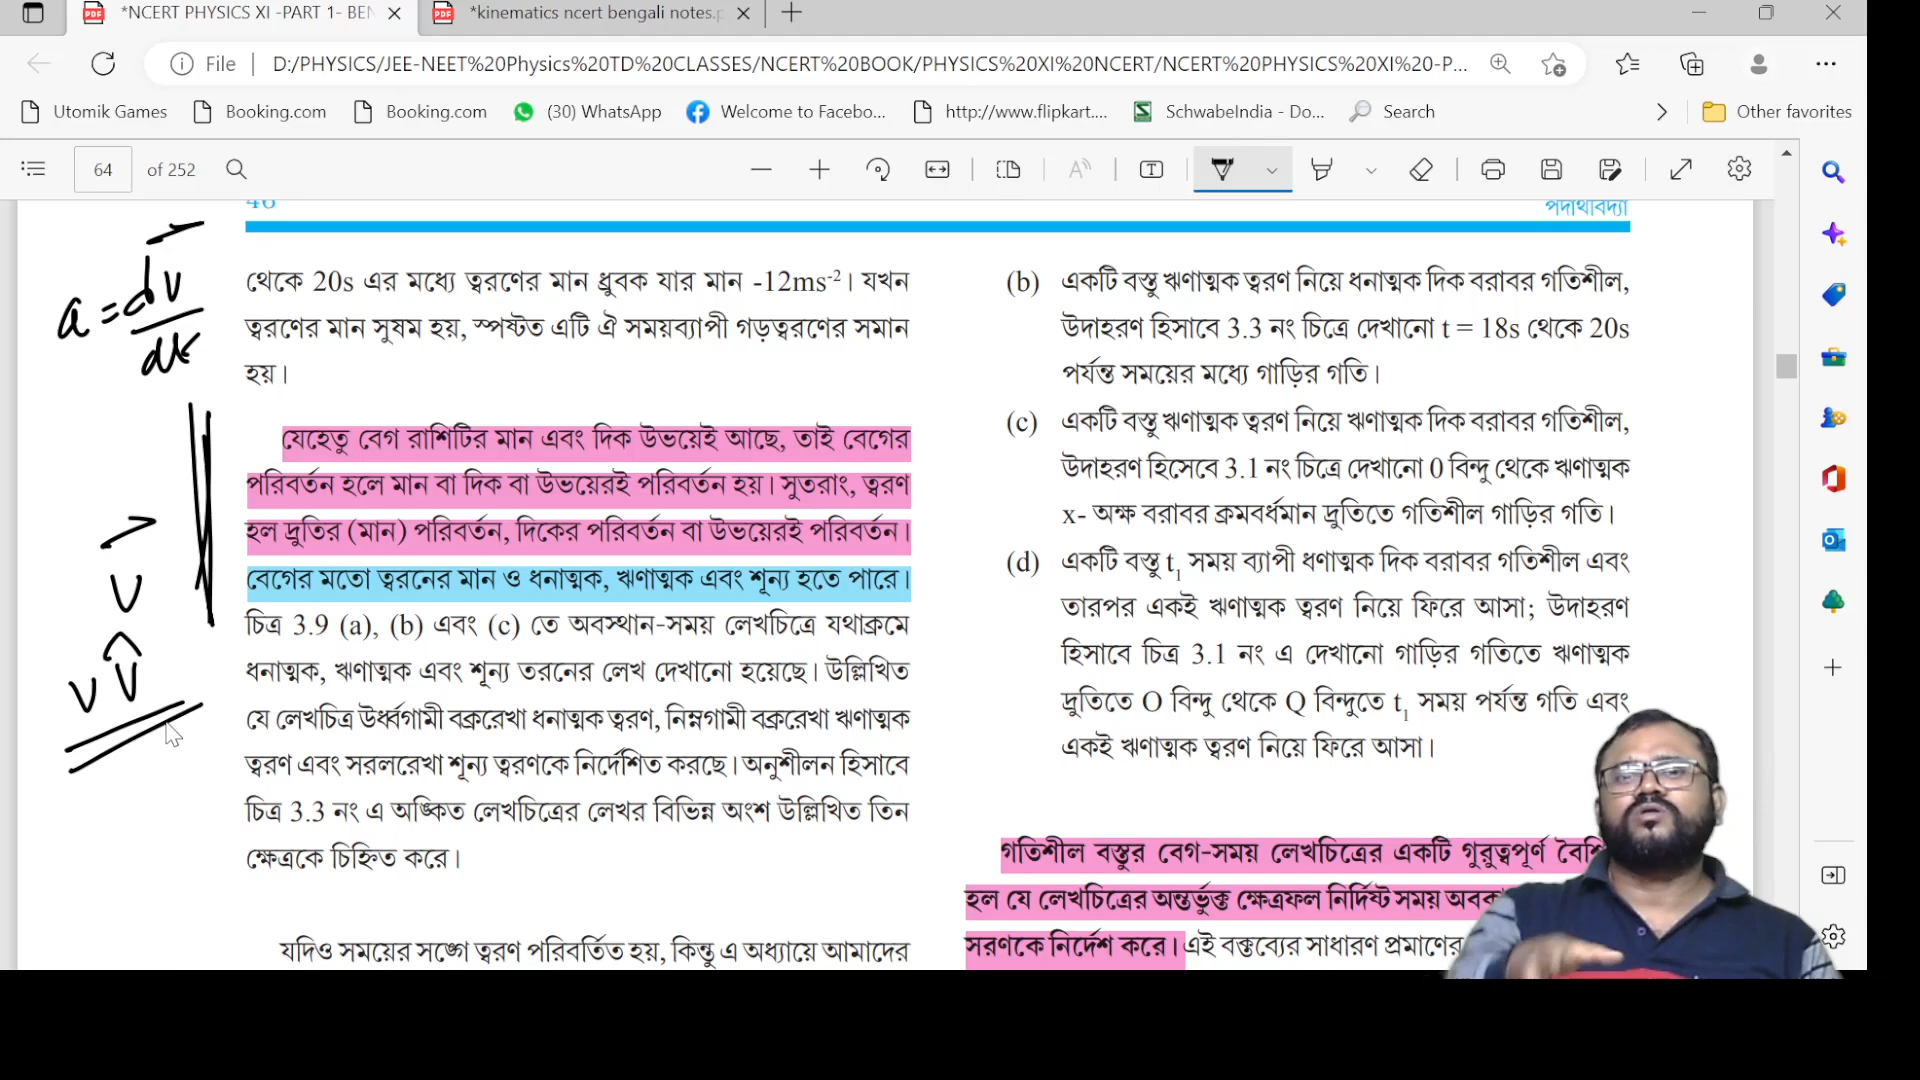 *NCERT PHYSICS XI -PART 1- BEN
*kinematics ncert bengali notes.p
File
D:/PHYSICS/JEE-NEET%20Physics%20TD%20CLASSES/NCERT%20BOOK/PHYSICS%20XI%20NCERT/NCERT%20PHYSICS%20XI%20-P...
Utomik Games
Booking.com
Booking.com
(30) WhatsApp
Welcome to Facebo...
http://www.flipkart....
SchwabeIndia - Do...
Search
Other favorites
64 of 252
46
পদার্থবিদ্যা
a = dv
dt
v
v v
থেকে 20s এর মধ্যে ত্বরণের মান ধ্রুবক যার মান -12ms-2। যখন
ত্বরণের মান সুষম হয়, স্পষ্টত এটি ঐ সময়ব্যাপী গড়ত্বরণের সমান
হয়।
যেহেতু বেগ রাশিটির মান এবং দিক উভয়েই আছে, তাই বেগের
পরিবর্তন হলে মান বা দিক বা উভয়েরই পরিবর্তন হয়। সুতরাং, ত্বরণ
হল দ্রুতির (মান) পরিবর্তন, দিকের পরিবর্তন বা উভয়েরই পরিবর্তন।
বেগের মতো ত্বরনের মান ও ধনাত্মক, ঋণাত্মক এবং শূন্য হতে পারে।
চিত্র 3.9 (a), (b) এবং (c) তে অবস্থান-সময় লেখচিত্রে যথাক্রমে
ধনাত্মক, ঋণাত্মক এবং শূন্য তরনের লেখ দেখানো হয়েছে। উল্লিখিত
যে লেখচিত্র উর্ধ্বগামী বক্ররেখা ধনাত্মক ত্বরণ, নিম্নগামী বক্ররেখা ঋণাত্মক
ত্বরণ এবং সরলরেখা শূন্য ত্বরণকে নির্দেশিত করছে। অনুশীলন হিসাবে
চিত্র 3.3 নং এ অঙ্কিত লেখচিত্রের লেখর বিভিন্ন অংশ উল্লিখিত তিন
ক্ষেত্রকে চিহ্নিত করে।
যদিও সময়ের সঙ্গে ত্বরণ পরিবর্তিত হয়, কিন্তু এ অধ্যায়ে আমাদের
(b) একটি বস্তু ঋণাত্মক ত্বরণ নিয়ে ধনাত্মক দিক বরাবর গতিশীল,
উদাহরণ হিসাবে 3.3 নং চিত্রে দেখানো t = 18s থেকে 20s
পর্যন্ত সময়ের মধ্যে গাড়ির গতি।
(c) একটি বস্তু ঋণাত্মক ত্বরণ নিয়ে ঋণাত্মক দিক বরাবর গতিশীল,
উদাহরণ হিসেবে 3.1 নং চিত্রে দেখানো 0 বিন্দু থেকে ঋণাত্মক
x- অক্ষ বরাবর ক্রমবর্ধমান দ্রুতিতে গতিশীল গাড়ির গতি।
(d) একটি বস্তু t1 সময় ব্যাপী ধণাত্মক দিক বরাবর গতিশীল এবং
তারপর একই ঋণাত্মক ত্বরণ নিয়ে ফিরে আসা; উদাহরণ
হিসাবে চিত্র 3.1 নং এ দেখানো গাড়ির গতিতে ঋণাত্মক
দ্রুতিতে O বিন্দু থেকে Q বিন্দুতে t1 সময় পর্যন্ত গতি এবং
একই ঋণাত্মক ত্বরণ নিয়ে ফিরে আসা।
গতিশীল বস্তুর বেগ-সময় লেখচিত্রের একটি গুরুত্বপূর্ণ
হল যে লেখচিত্রের অন্তর্ভুক্ত ক্ষেত্রফল নির্দিষ্ট সময়
সরণকে নির্দেশ করে। এই বক্তব্যের সাধারণ প্রমাণের